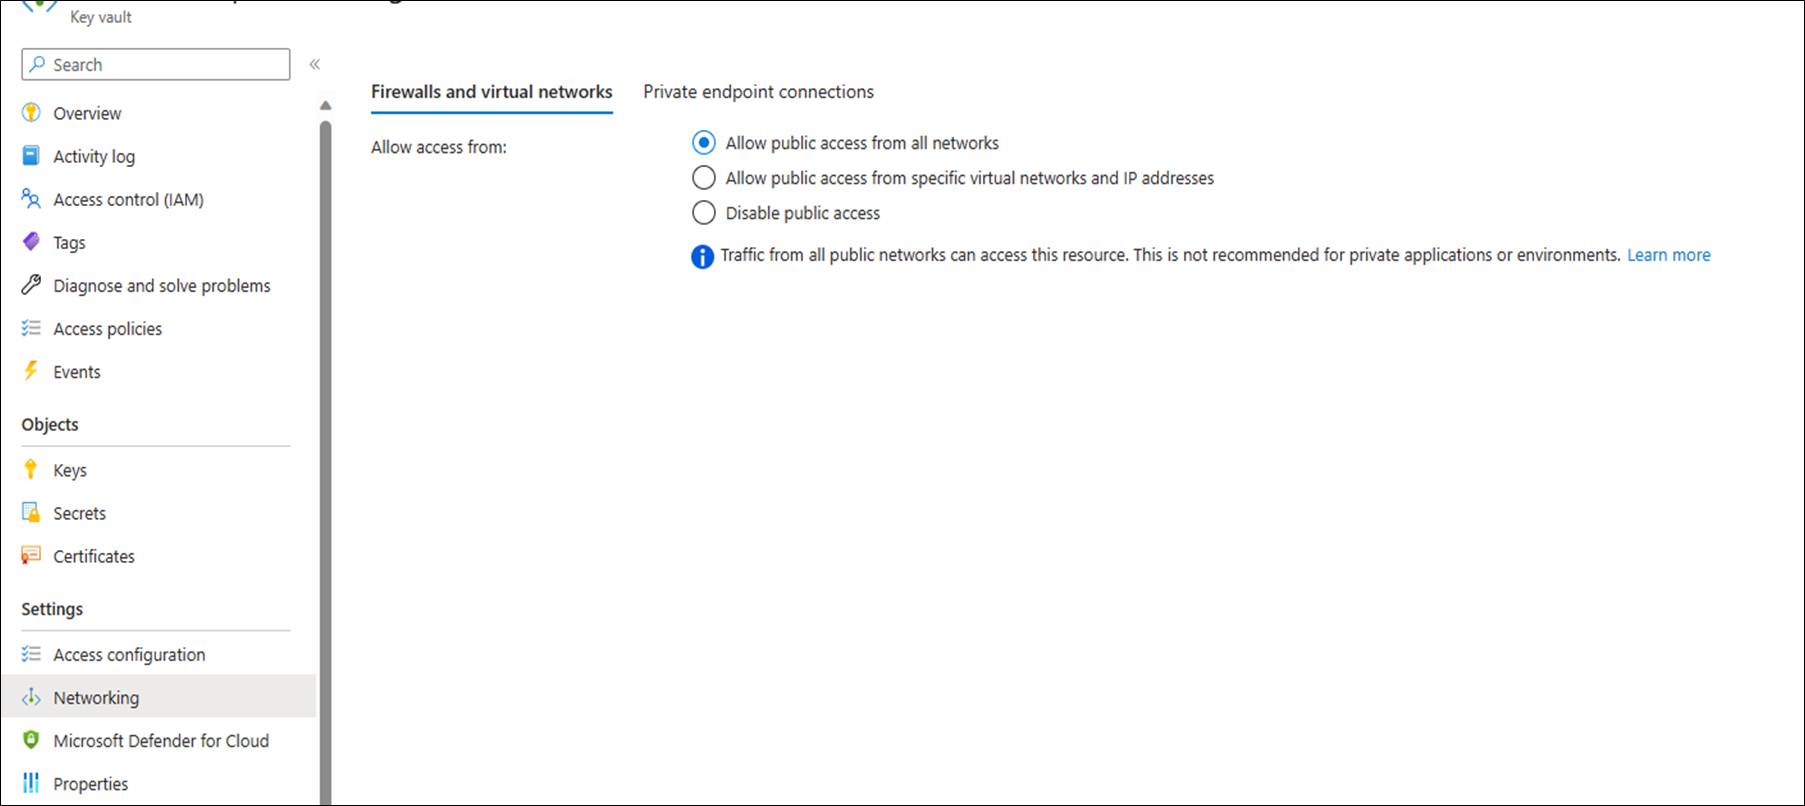 Key vault
Search
«
Overview
Activity log
Access control (IAM)
Tags
Diagnose and solve problems
Access policies
Events
Objects
Keys
Secrets
Certificates
Settings
Access configuration
Networking
Microsoft Defender for Cloud
Properties
Firewalls and virtual networks
Private endpoint connections
Allow access from:
Allow public access from all networks
Allow public access from specific virtual networks and IP addresses
Disable public access
Traffic from all public networks can access this resource. This is not recommended for private applications or environments. Learn more